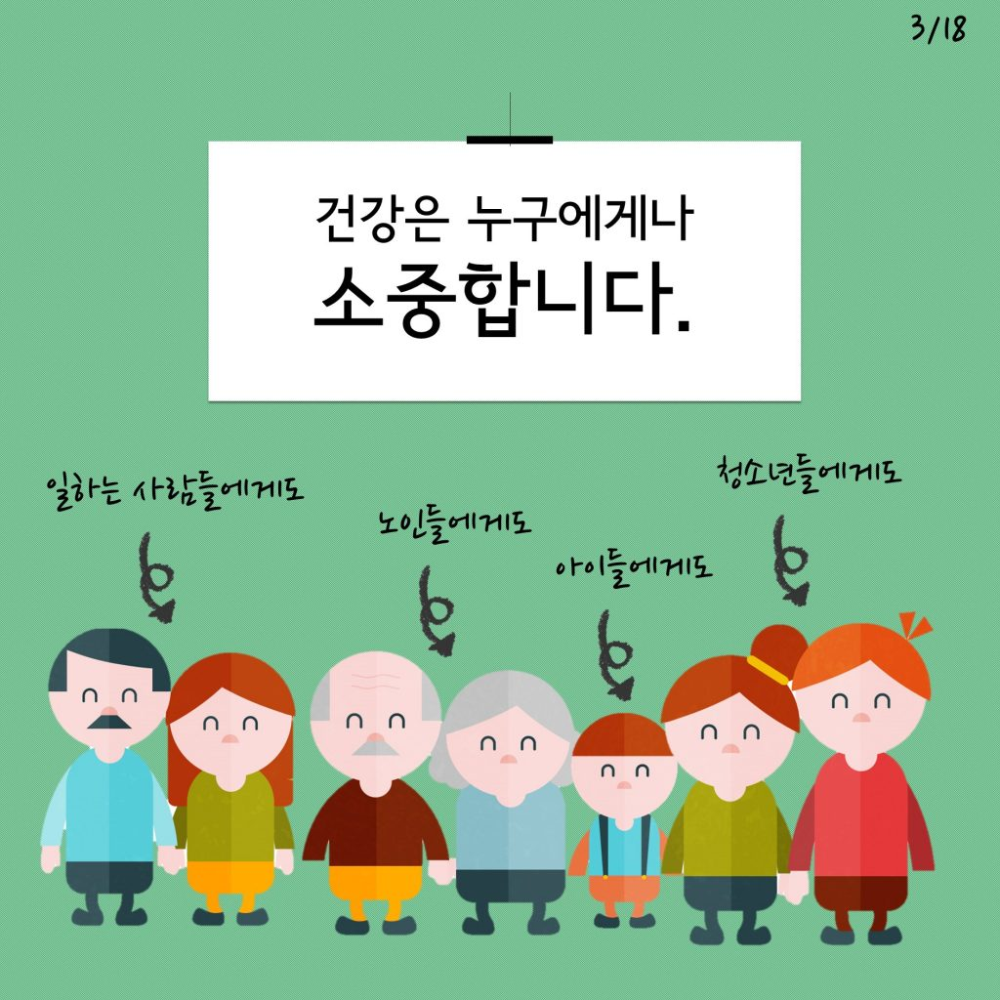 3/18
건강은 누구에게나
소중합니다.
일하는 사람들에게도
노인들에게도
아이들에게도
청소년들에게도